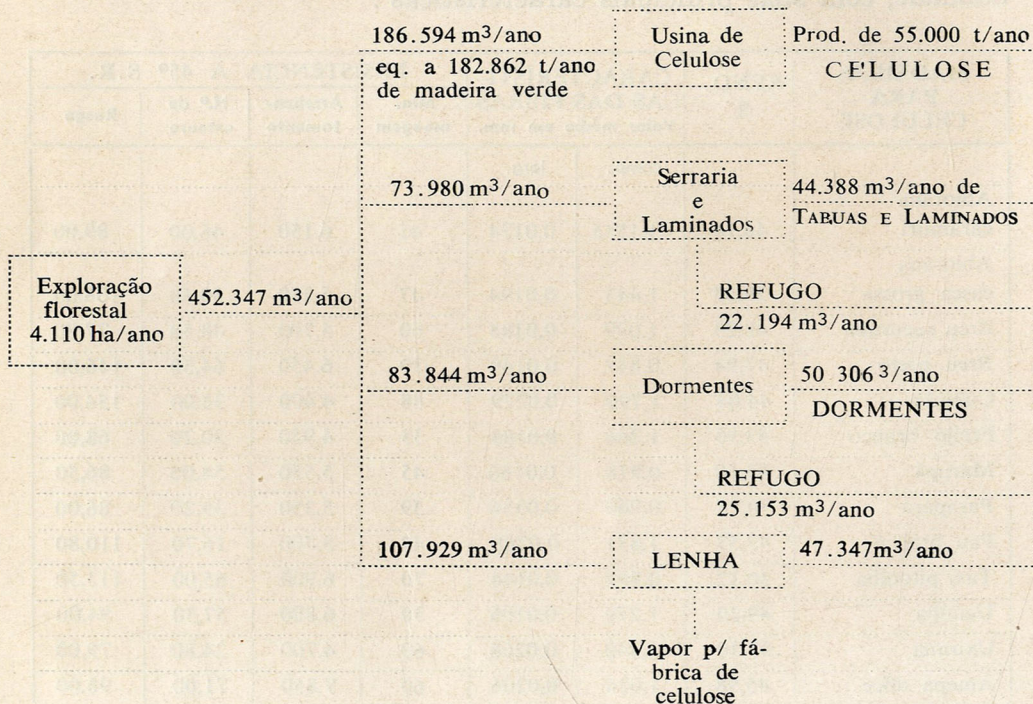 186.594 m³/ano
eq. a 182.862 t/ano
de madeira verde
Usina de
Celulose
Prod. de 55.000 t/ano
CELULOSE
73.980 m³/ano
Serraria
e
Laminados
44.388 m³/ano de
TABUAS E LAMINADOS
Exploração
florestal
4.110 ha/ano
452.347 m³/ano
REFUGO
22.194 m³/ano
83.844 m³/ano
Dormentes
50 306 ³/ano
DORMENTES
REFUGO
25.153 m³/ano
107.929 m³/ano
LENHA
47.347m³/ano
Vapor p/ fá-
brica de
celulose